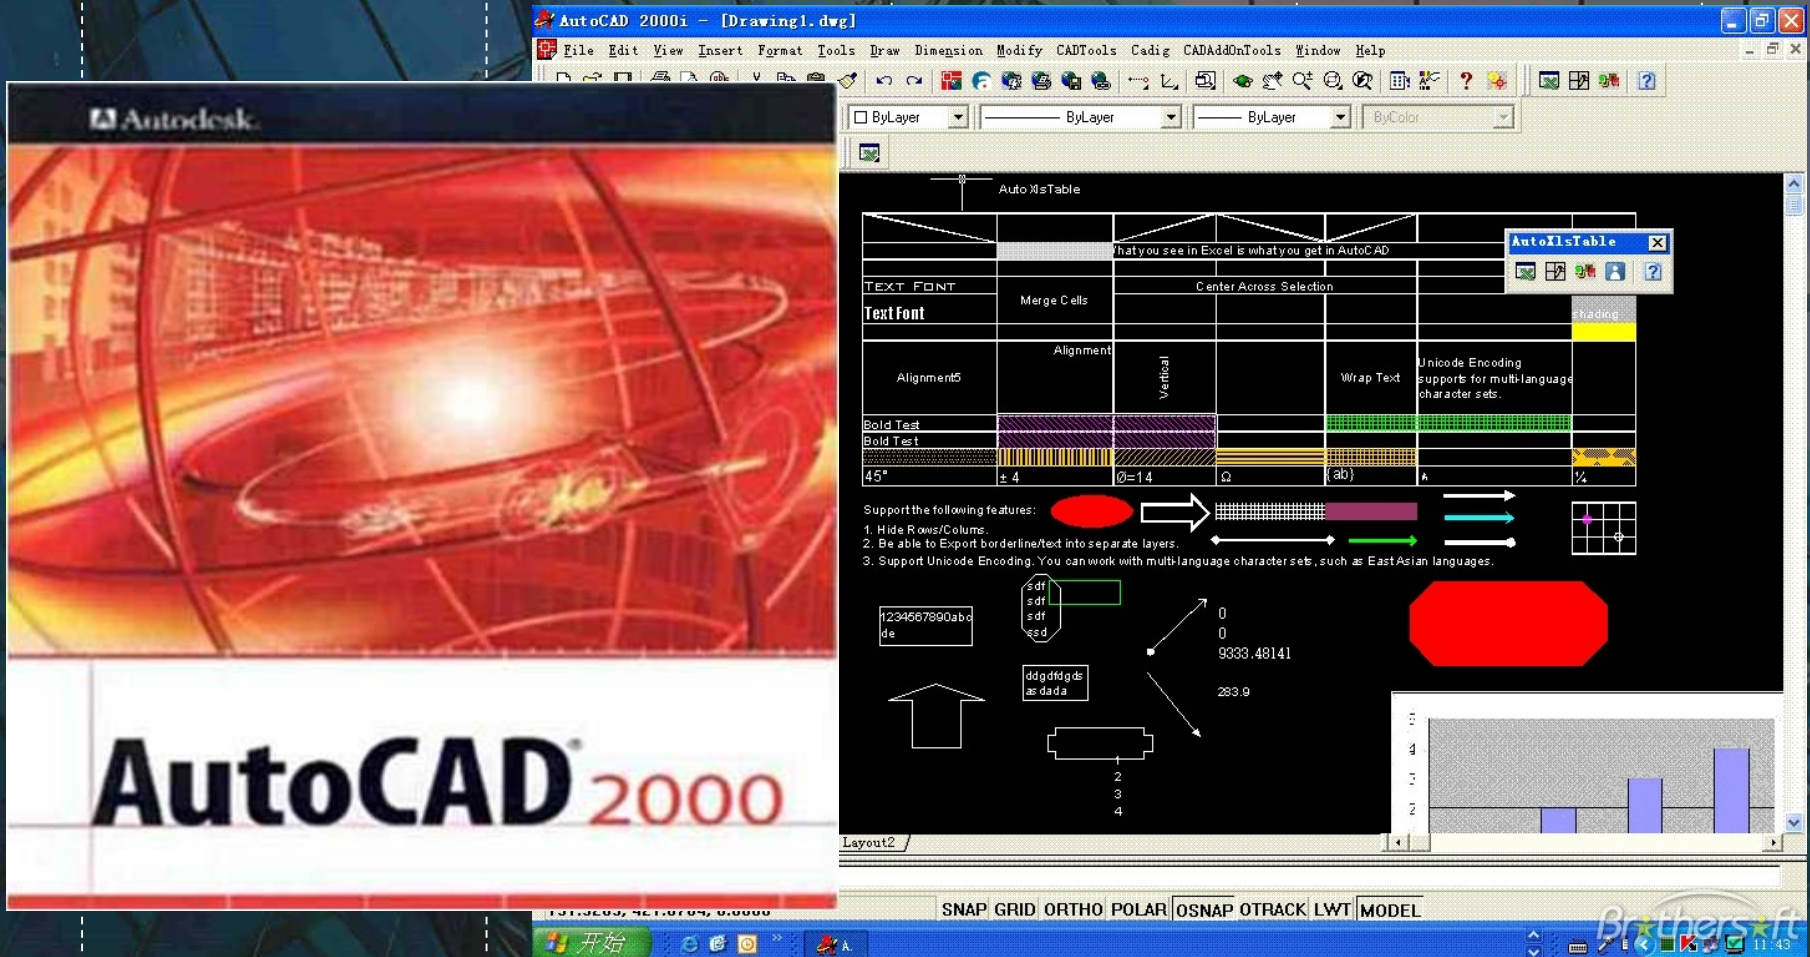 AutoCAD 2000i - [Drawing1.dwg]
File Edit View Insert Format Tools Draw Dimension Modify CADTools Cadig CADAddOnTools Window Help
Autodesk
ByLayer ByLayer ByLayer ByColor
Auto XlsTable
AutoXlsTable
hat you see in Excel is what you get in AutoCAD
TEXT FONT
Center Across Selection
Merge Cells
Text Font
shading
Alignment
Alignment5
Vertical
Wrap Text
Unicode Encoding
supports for multi-language
character sets.
Bold Test
Bold Test
45° ± 4 Ø=14 Ω {ab} ¼
Support the following features:
1. Hide Rows/Colums.
2. Be able to Export borderline/text into separate layers.
3. Support Unicode Encoding. You can work with multi-language character sets, such as East Asian languages.
sdf
sdf
sdf
ssd
1234567890abc
de
0
0
9333.48141
283.9
ddgdfdgds
asdada
1
2
3
4
5
4
3
2
AutoCAD® 2000
Layout2
SNAP GRID ORTHO POLAR OSNAP OTRACK LWT MODEL
开始
A.
11:43
Brothersoft